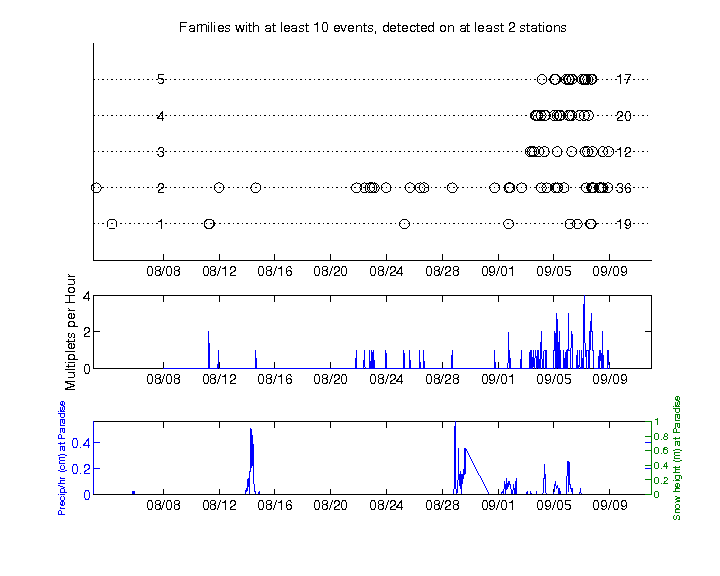 Families with at least 10 events, detected on at least 2 stations
5 17
4 20
3 12
2 36
1 19
08/08 08/12 08/16 08/20 08/24 08/28 09/01 09/05 09/09
Multiplets per Hour
4
2
0
08/08 08/12 08/16 08/20 08/24 08/28 09/01 09/05 09/09
Precip/hr (cm) at Paradise
0.4
0.2
0
1
0.8
0.6
0.4
0.2
0
Snow height (m) at Paradise
08/08 08/12 08/16 08/20 08/24 08/28 09/01 09/05 09/09